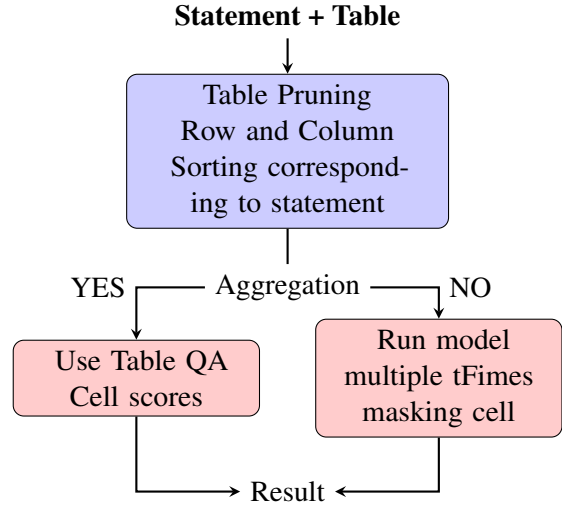 Statement + Table
Table Pruning
Row and Column
Sorting correspond-
ing to statement
YES
Aggregation
NO
Use Table QA
Cell scores
Run model
multiple tFimes
masking cell
Result